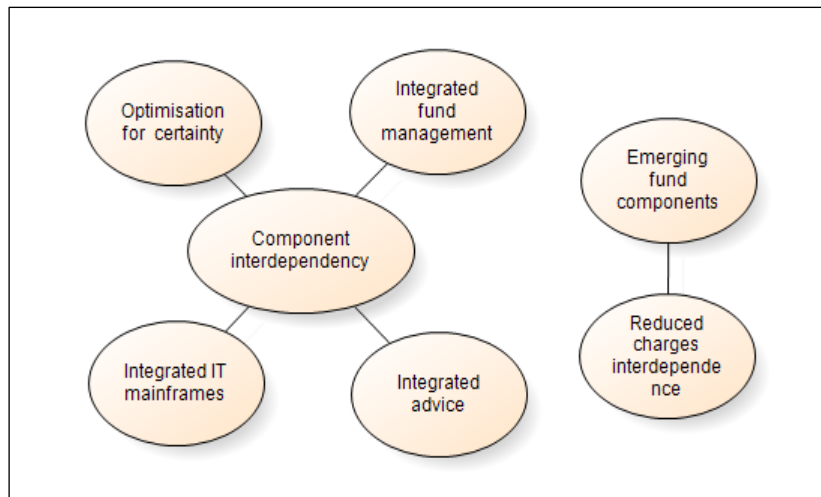 Optimisation
for certainty
Integrated
fund
management
Emerging
fund
components
Component
interdependency
Integrated IT
mainframes
Integrated
advice
Reduced
charges
interdepende
nce